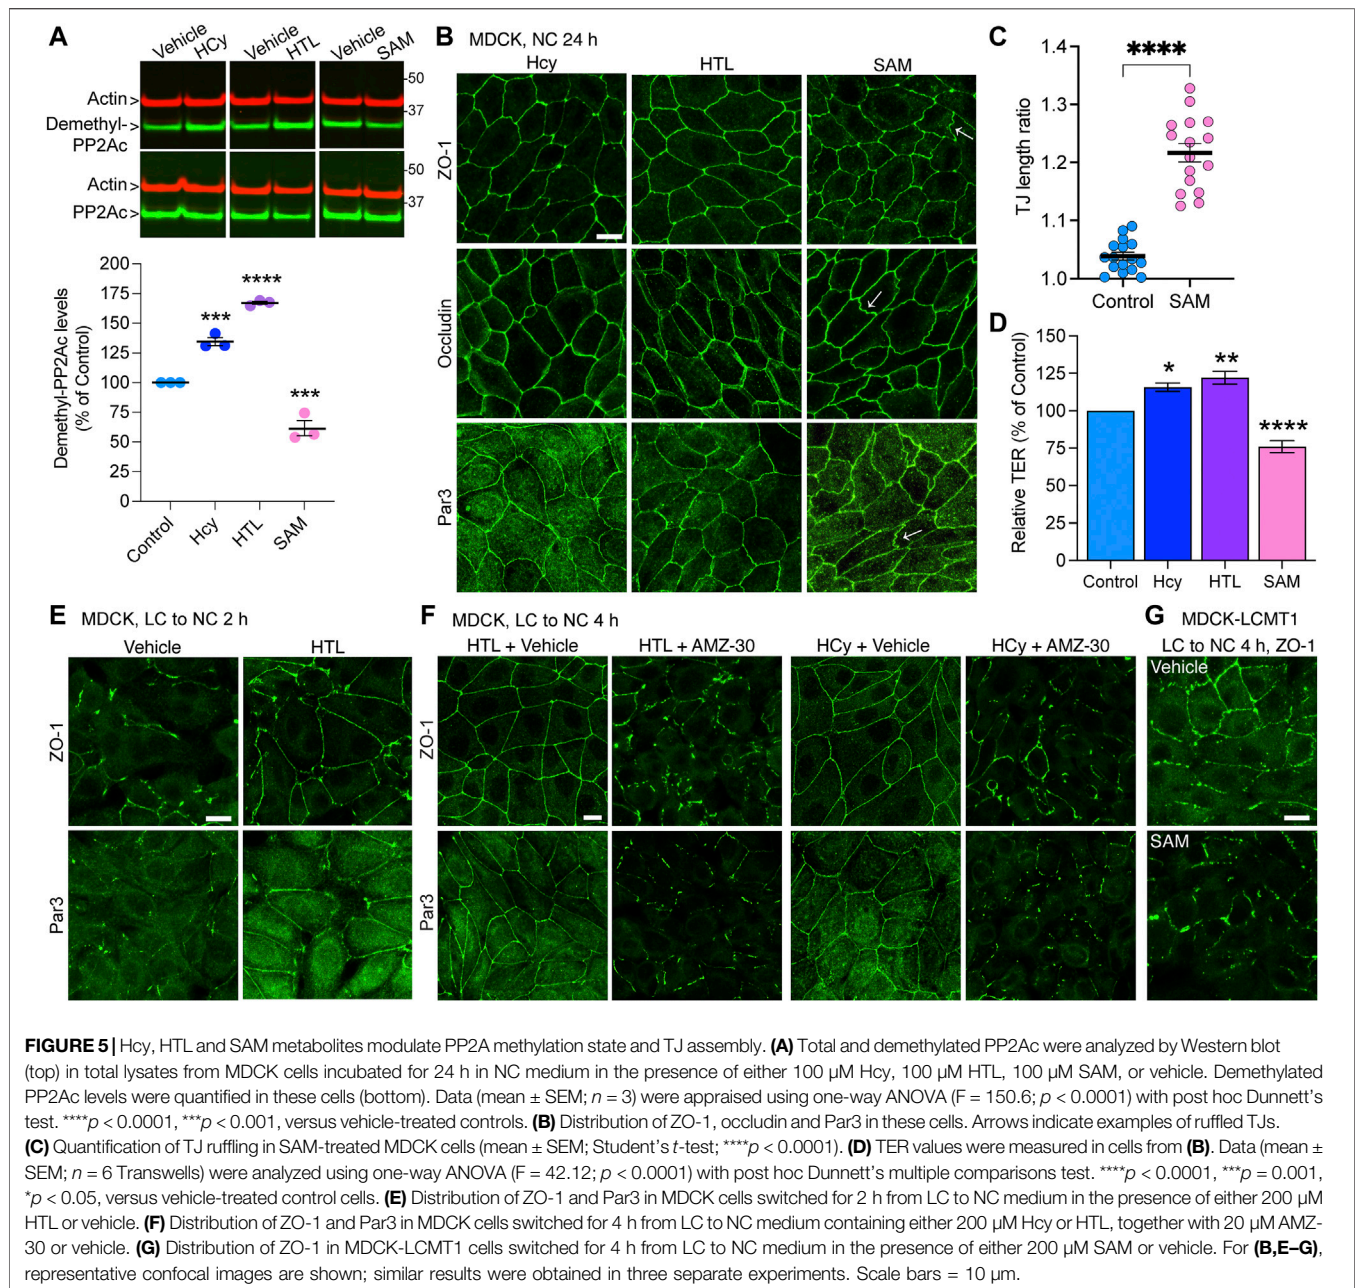 A
Vehicle HCy Vehicle HTL Vehicle SAM
-50
Actin >
-37
Demethyl- >
PP2Ac
-50
Actin >
-37
PP2Ac >
Demethyl-PP2Ac levels
(% of Control)
200
175
150
125
100
75
50
25
0
***
****
***
Control Hcy HTL SAM
B MDCK, NC 24 h
Hcy HTL SAM
ZO-1
Occludin
Par3
C
****
TJ length ratio
1.4
1.3
1.2
1.1
1.0
Control SAM
D
Relative TER (% of Control)
150
125
100
75
50
25
0
*
**
****
Control Hcy HTL SAM
E MDCK, LC to NC 2 h
Vehicle HTL
ZO-1
Par3
F MDCK, LC to NC 4 h
HTL + Vehicle HTL + AMZ-30 HCy + Vehicle HCy + AMZ-30
ZO-1
Par3
G MDCK-LCMT1
LC to NC 4 h, ZO-1
Vehicle
SAM
FIGURE 5 | Hcy, HTL and SAM metabolites modulate PP2A methylation state and TJ assembly. (A) Total and demethylated PP2Ac were analyzed by Western blot
(top) in total lysates from MDCK cells incubated for 24 h in NC medium in the presence of either 100 µM Hcy, 100 µM HTL, 100 µM SAM, or vehicle. Demethylated
PP2Ac levels were quantified in these cells (bottom). Data (mean ± SEM; n = 3) were appraised using one-way ANOVA (F = 150.6; p < 0.0001) with post hoc Dunnett's
test. ****p < 0.0001, ***p < 0.001, versus vehicle-treated controls. (B) Distribution of ZO-1, occludin and Par3 in these cells. Arrows indicate examples of ruffled TJs.
(C) Quantification of TJ ruffling in SAM-treated MDCK cells (mean ± SEM; Student's t-test; ****p < 0.0001). (D) TER values were measured in cells from (B). Data (mean ±
SEM; n = 6 Transwells) were analyzed using one-way ANOVA (F = 42.12; p < 0.0001) with post hoc Dunnett's multiple comparisons test. ****p < 0.0001, ***p = 0.001,
*p < 0.05, versus vehicle-treated control cells. (E) Distribution of ZO-1 and Par3 in MDCK cells switched for 2 h from LC to NC medium in the presence of either 200 µM
HTL or vehicle. (F) Distribution of ZO-1 and Par3 in MDCK cells switched for 4 h from LC to NC medium containing either 200 µM Hcy or HTL, together with 20 µM AMZ-
30 or vehicle. (G) Distribution of ZO-1 in MDCK-LCMT1 cells switched for 4 h from LC to NC medium in the presence of either 200 µM SAM or vehicle. For (B,E–G),
representative confocal images are shown; similar results were obtained in three separate experiments. Scale bars = 10 µm.